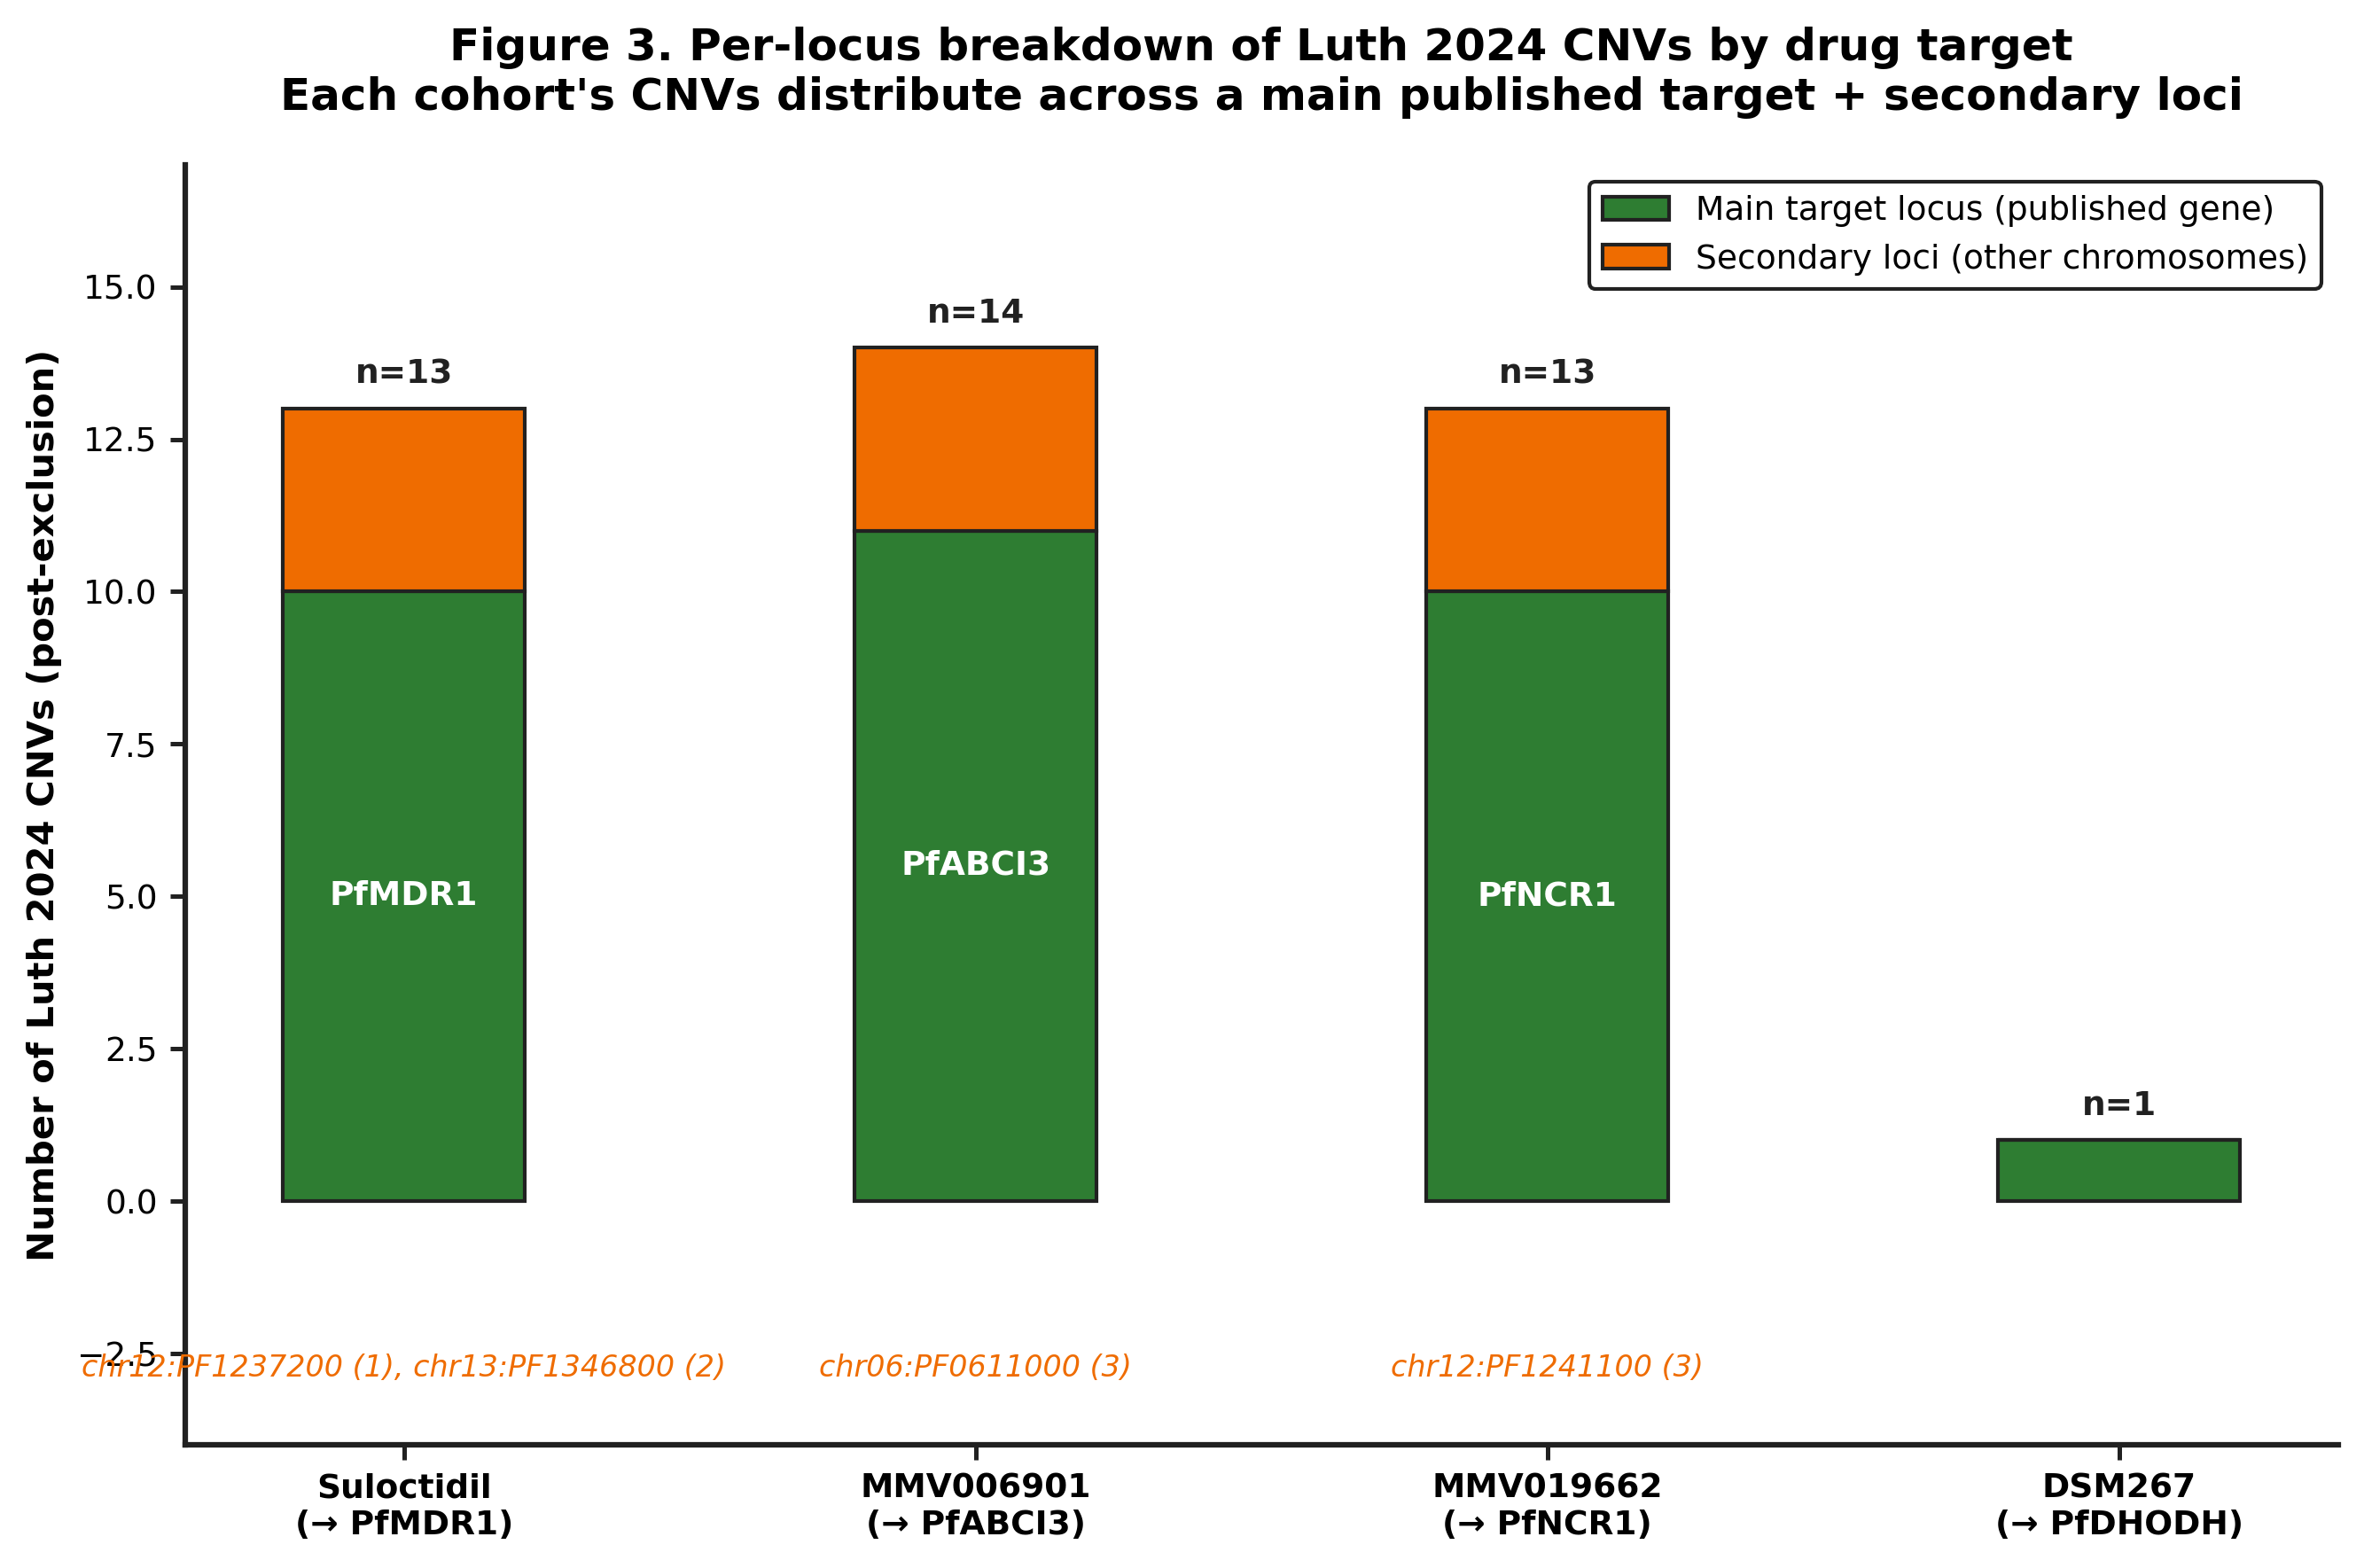 Figure 3. Per-locus breakdown of Luth 2024 CNVs by drug target
Each cohort's CNVs distribute across a main published target + secondary loci
Main target locus (published gene)
Secondary loci (other chromosomes)
Number of Luth 2024 CNVs (post-exclusion)
15.0
12.5
10.0
7.5
5.0
2.5
0.0
−2.5
n=13
n=14
n=13
n=1
PfMDR1
PfABCI3
PfNCR1
chr12:PF1237200 (1), chr13:PF1346800 (2)
chr06:PF0611000 (3)
chr12:PF1241100 (3)
Suloctidil
(→ PfMDR1)
MMV006901
(→ PfABCI3)
MMV019662
(→ PfNCR1)
DSM267
(→ PfDHODH)